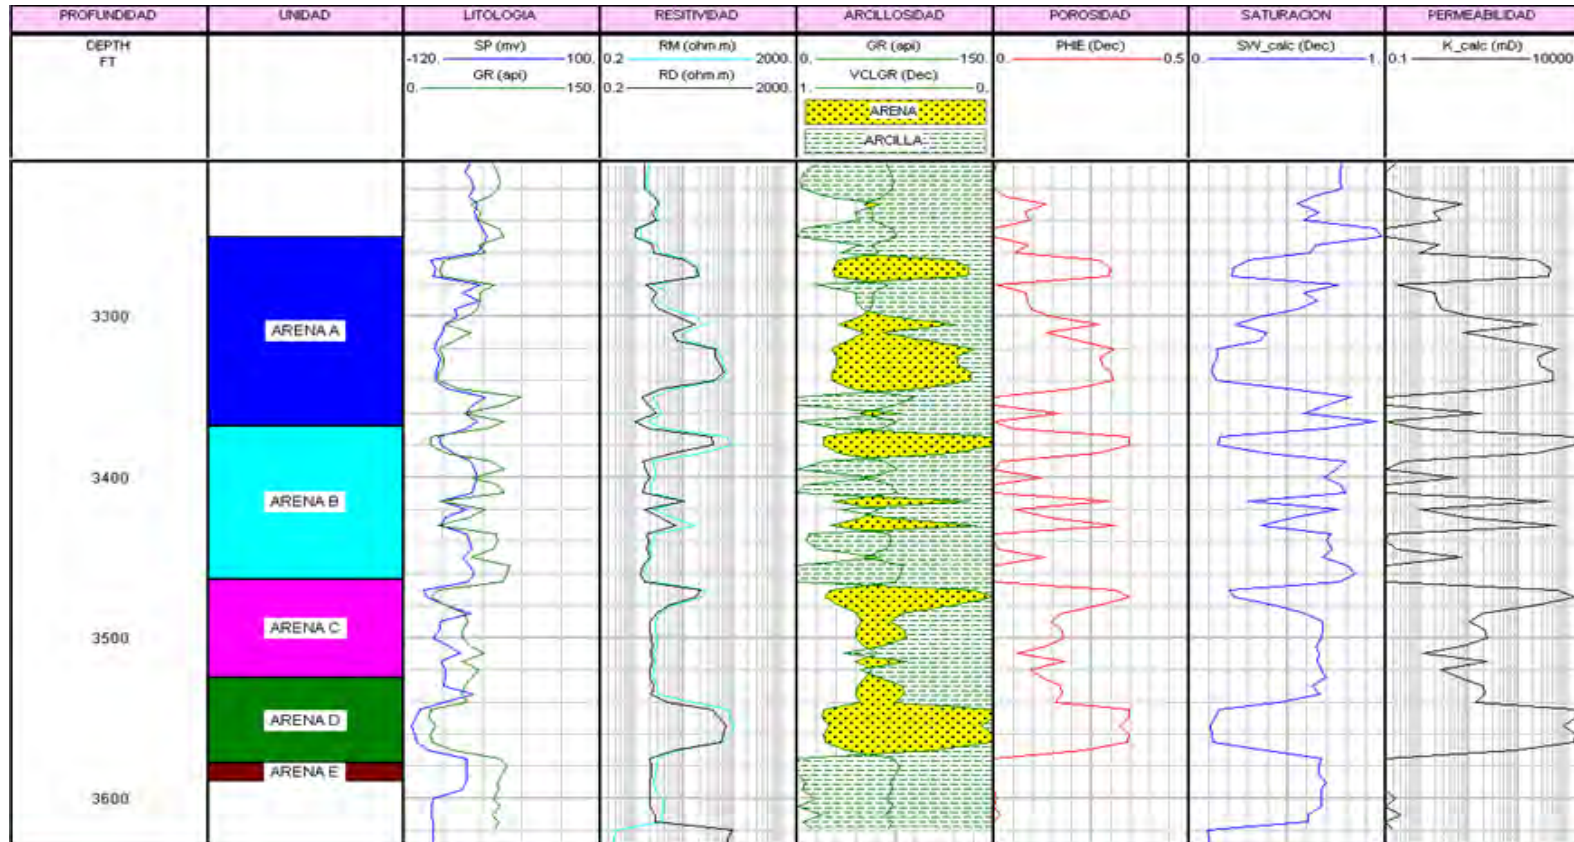 PROFUNDIDAD UNIDAD LITOLOGIA RESITIVIDAD ARCILLOSIDAD POROSIDAD SATURACION PERMEABILIDAD
DEPTH SP (mv) RM (ohm.m) GR (api) PHIE (Dec) SW_calc (Dec) K_calc (mD)
FT -120. 100. 0.2 2000. 0. 150. 0. 0.5 0. 1. 0.1 10000
GR (api) RD (ohm.m) VCLGR (Dec)
0. 150. 0.2 2000. 1. 0.
ARENA
ARCILLA
3300
ARENA A
3400
ARENA B
ARENA C
3500
ARENA D
ARENA E
3600